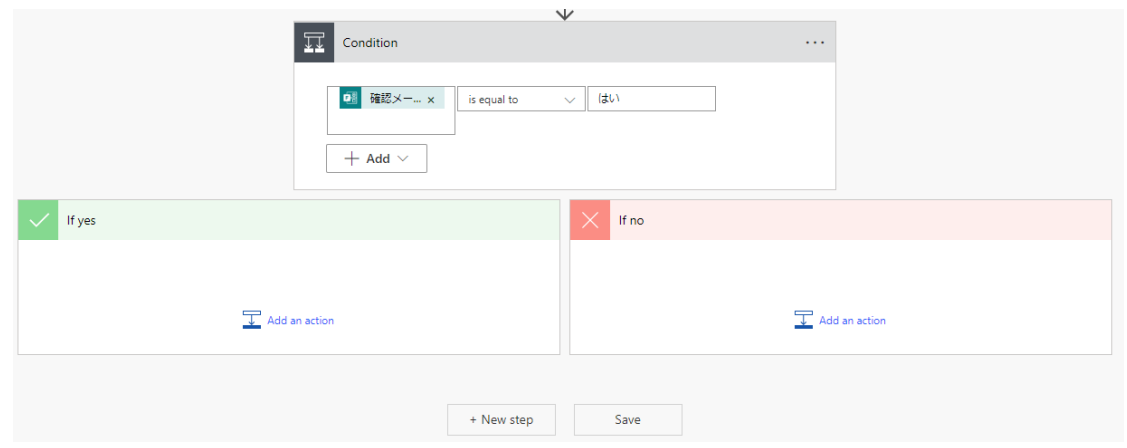 Condition
確認メー... x
is equal to
はい
Add
If yes
If no
Add an action
Add an action
+ New step
Save